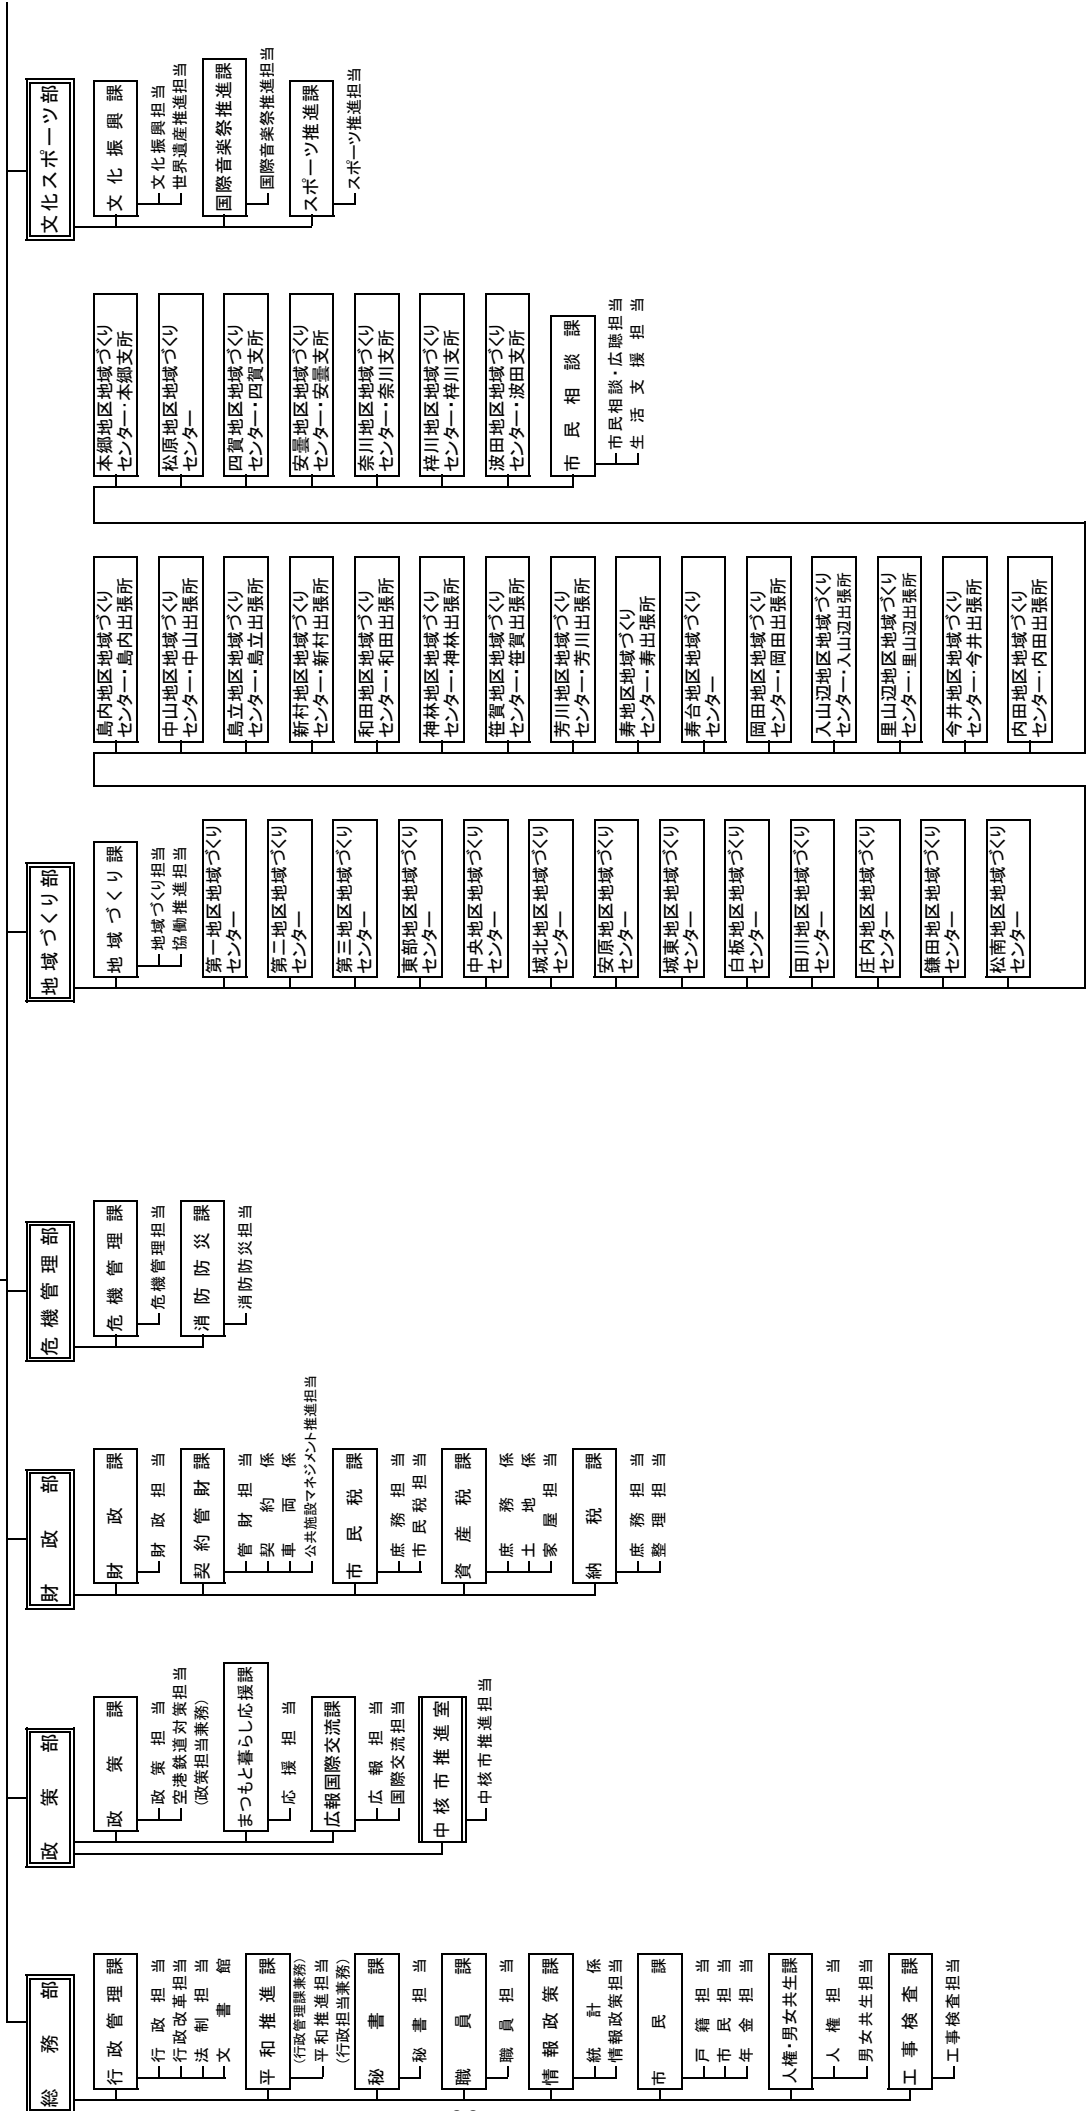 総務部
行政管理課
行政担当
行政改革担当
法制担当
文書館
平和推進課
(行政管理課兼務)
平和推進担当
(行政担当兼務)
秘書課
秘書担当
職員課
職員担当
情報政策課
統計係
情報政策担当
市民課
戸籍担当
市民担当
年金担当
人権・男女共生課
人権担当
男女共生担当
工事検査課
工事検査担当
政策部
政策課
政策担当
空港鉄道対策担当
(政策担当兼務)
まつもと暮らし応援課
応援担当
広報国際交流課
広報担当
国際交流担当
中核市推進室
中核市推進担当
財政部
財政課
財政担当
契約管財課
管財担当
契約係
車両係
公共施設マネジメント推進担当
市民税課
庶務担当
市民税担当
資産税課
庶務係
土地係
家屋担当
納税課
庶務担当
整理担当
危機管理部
危機管理課
危機管理担当
消防防災課
消防防災担当
地域づくり部
地域づくり課
地域づくり担当
協働推進担当
第一地区地域づくり
センター
第二地区地域づくり
センター
第三地区地域づくり
センター
東部地区地域づくり
センター
中央地区地域づくり
センター
城北地区地域づくり
センター
安原地区地域づくり
センター
城東地区地域づくり
センター
白板地区地域づくり
センター
田川地区地域づくり
センター
庄内地区地域づくり
センター
鎌田地区地域づくり
センター
松南地区地域づくり
センター
島内地区地域づくり
センター・島内出張所
中山地区地域づくり
センター・中山出張所
島立地区地域づくり
センター・島立出張所
新村地区地域づくり
センター・新村出張所
和田地区地域づくり
センター・和田出張所
神林地区地域づくり
センター・神林出張所
笹賀地区地域づくり
センター・笹賀出張所
芳川地区地域づくり
センター・芳川出張所
寿地区地域づくり
センター・寿出張所
寿台地区地域づくり
センター
岡田地区地域づくり
センター・岡田出張所
入山辺地区地域づくり
センター・入山辺出張所
里山辺地区地域づくり
センター・里山辺出張所
今井地区地域づくり
センター・今井出張所
内田地区地域づくり
センター・内田出張所
本郷地区地域づくり
センター・本郷支所
松原地区地域づくり
センター
四賀地区地域づくり
センター・四賀支所
安曇地区地域づくり
センター・安曇支所
奈川地区地域づくり
センター・奈川支所
梓川地区地域づくり
センター・梓川支所
波田地区地域づくり
センター・波田支所
市民相談課
市民相談・広聴担当
生活支援担当
文化スポーツ部
文化振興課
文化振興担当
世界遺産推進担当
国際音楽祭推進課
国際音楽祭推進担当
スポーツ推進課
スポーツ推進担当